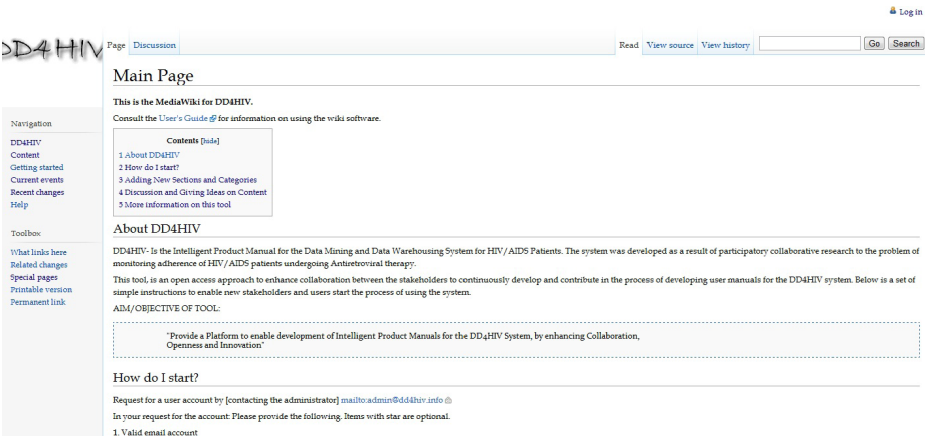 Log in
DD4 HIV
Page Discussion
Read View source View history
Go Search
Main Page
This is the MediaWiki for DD4HIV.
Consult the User's Guide for information on using the wiki software.
Contents [hide]
1 About DD4HIV
2 How do I start?
3 Adding New Sections and Categories
4 Discussion and Giving Ideas on Content
5 More information on this tool
Navigation
DD4HIV
Content
Getting started
Current events
Recent changes
Help
Toolbox
What links here
Related changes
Special pages
Printable version
Permanent link
About DD4HIV
DD4HIV- Is the Intelligent Product Manual for the Data Mining and Data Warehousing System for HIV/AIDS Patients. The system was developed as a result of participatory collaborative research to the problem of
monitoring adherence of HIV/AIDS patients undergoing Antiretroviral therapy.
This tool, is an open access approach to enhance collaboration between the stakeholders to continuously develop and contribute in the process of developing user manuals for the DD4HIV system. Below is a set of
simple instructions to enable new stakeholders and users start the process of using the system.
AIM/OBJECTIVE OF TOOL:
"Provide a Platform to enable development of Intelligent Product Manuals for the DD4HIV System, by enhancing Collaboration,
Openness and Innovation"
How do I start?
Request for a user account by [contacting the administrator] mailto:admin@dd4hiv.info
In your request for the account: Please provide the following. Items with star are optional.
1. Valid email account